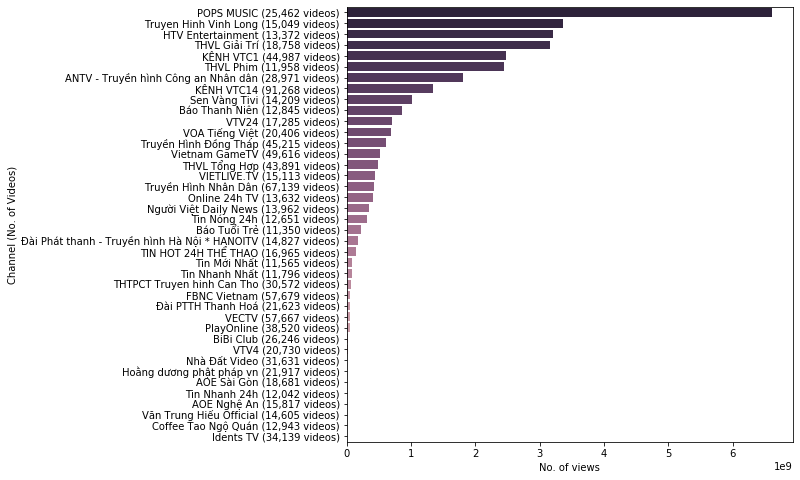 POPS MUSIC (25,462 videos)
Truyen Hinh Vinh Long (15,049 videos)
HTV Entertainment (13,372 videos)
THVL Giải Trí (18,758 videos)
KÊNH VTC1 (44,987 videos)
THVL Phim (11,958 videos)
ANTV - Truyền hình Công an Nhân dân (28,971 videos)
KÊNH VTC14 (91,268 videos)
Sen Vàng Tivi (14,209 videos)
Báo Thanh Niên (12,845 videos)
VTV24 (17,285 videos)
VOA Tiếng Việt (20,406 videos)
Truyền Hình Đồng Tháp (45,215 videos)
Vietnam GameTV (49,616 videos)
THVL Tổng Hợp (43,891 videos)
VIETLIVE.TV (15,113 videos)
Truyền Hình Nhân Dân (67,139 videos)
Online 24h TV (13,632 videos)
Người Việt Daily News (13,962 videos)
Tin Nóng 24h (12,651 videos)
Báo Tuổi Trẻ (11,350 videos)
Đài Phát thanh - Truyền hình Hà Nội * HANOITV (14,827 videos)
TIN HOT 24H THỂ THAO (16,965 videos)
Tin Mới Nhất (11,565 videos)
Tin Nhanh Nhất (11,796 videos)
THTPCT Truyen hinh Can Tho (30,572 videos)
FBNC Vietnam (57,679 videos)
Đài PTTH Thanh Hoá (21,623 videos)
VECTV (57,667 videos)
PlayOnline (38,520 videos)
BiBi Club (26,246 videos)
VTV4 (20,730 videos)
Nhà Đất Video (31,631 videos)
Hoằng dương phật pháp vn (21,917 videos)
AOE Sài Gòn (18,681 videos)
Tin Nhanh 24h (12,042 videos)
AOE Nghệ An (15,817 videos)
Văn Trung Hiếu Official (14,605 videos)
Coffee Tao Ngộ Quán (12,943 videos)
Idents TV (34,139 videos)
Channel (No. of Videos)
0 1 2 3 4 5 6
1e9
No. of views